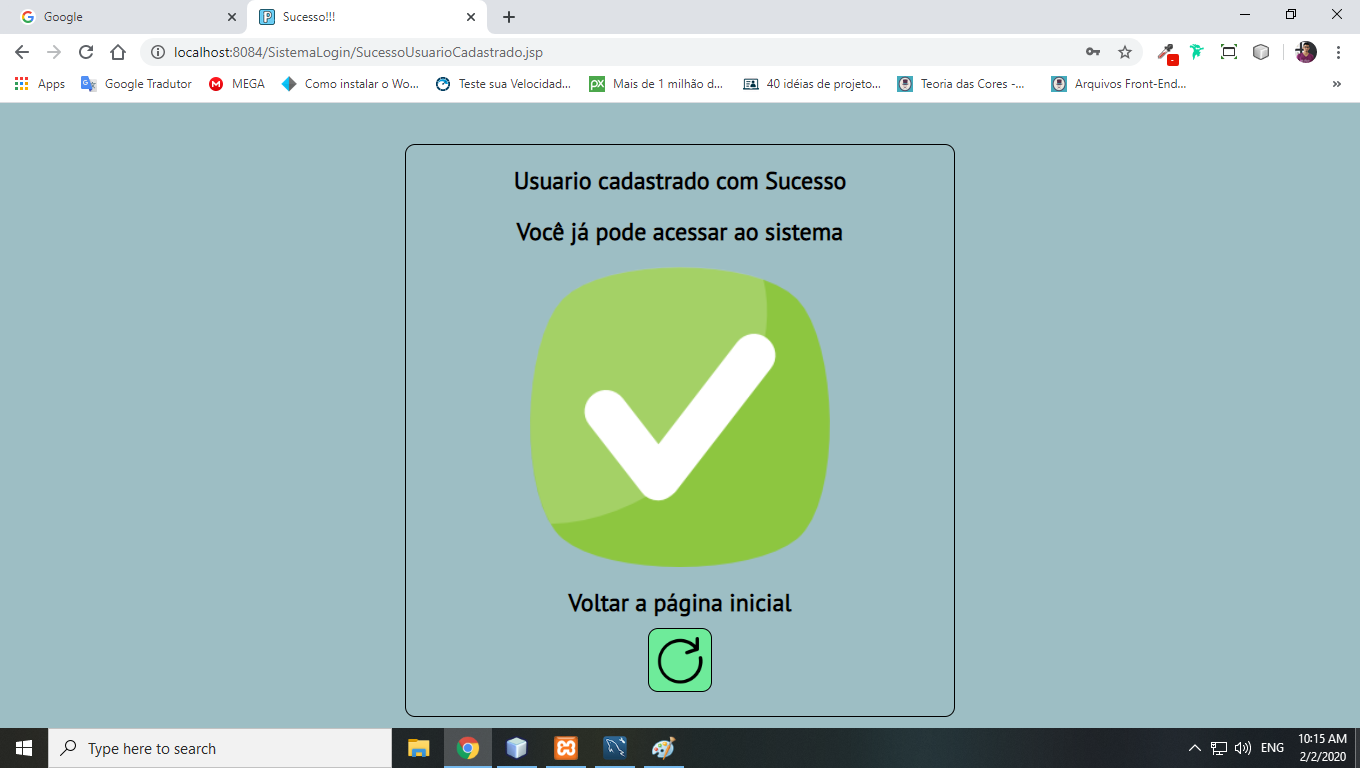 Google
Sucesso!!!
localhost:8084/SistemaLogin/SucessoUsuarioCadastrado.jsp
Apps
Google Tradutor
MEGA
Como instalar o Wo...
Teste sua Velocidad...
px
Mais de 1 milhão d...
40 idéias de projeto...
Teoria das Cores -...
Arquivos Front-End...
»
Usuario cadastrado com Sucesso
Você já pode acessar ao sistema
Voltar a página inicial
Type here to search
ENG
10:15 AM
2/2/2020